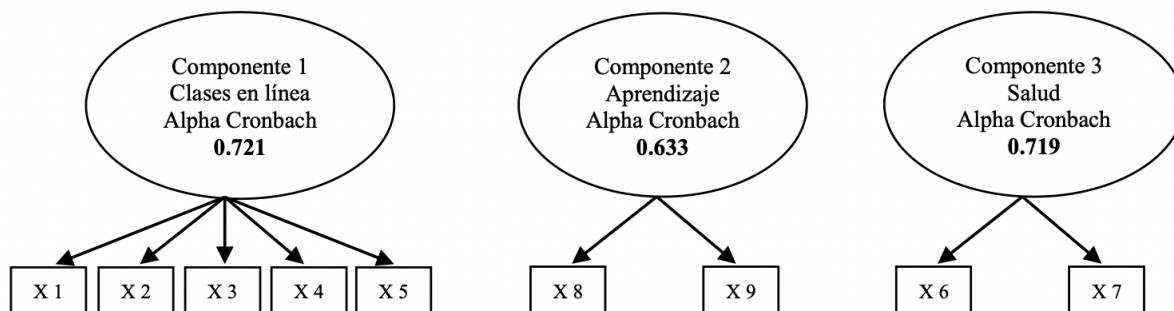 Componente 1
Clases en línea
Alpha Cronbach
0.721
Componente 2
Aprendizaje
Alpha Cronbach
0.633
Componente 3
Salud
Alpha Cronbach
0.719
X 1
X 2
X 3
X 4
X 5
X 8
X 9
X 6
X 7